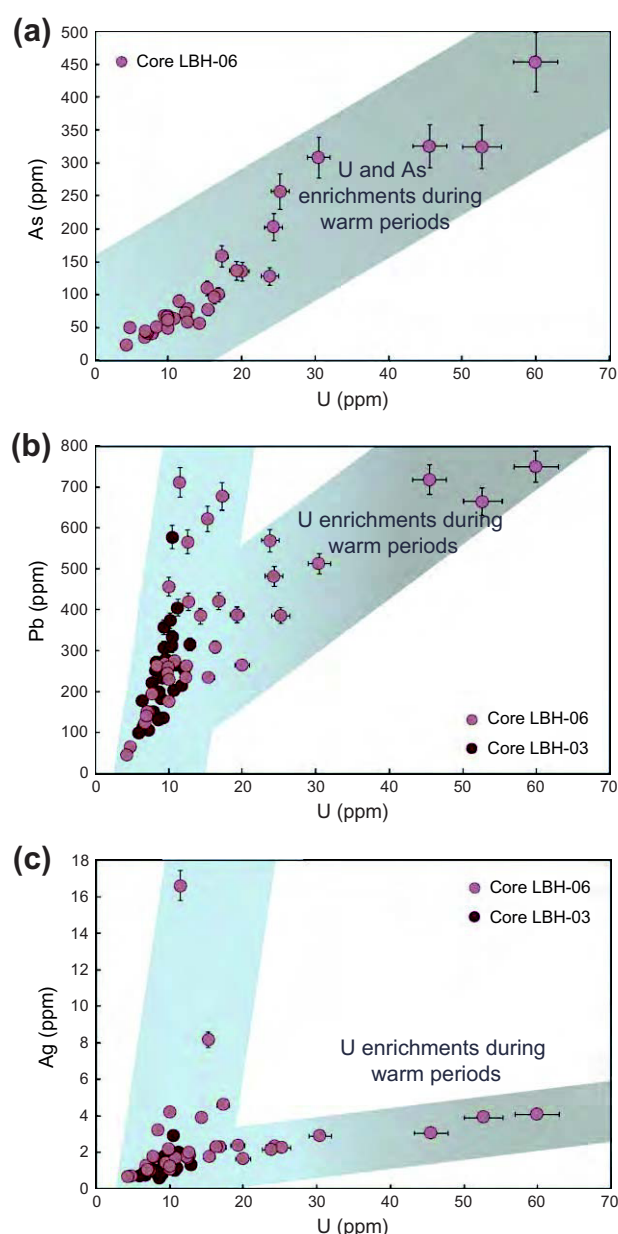 (a)
500
450
400
350
300
250
200
150
100
50
0
As (ppm)
Core LBH-06
U and As
enrichments during
warm periods
0 10 20 30 40 50 60 70
U (ppm)
(b)
800
700
600
500
400
300
200
100
0
Pb (ppm)
U enrichments during
warm periods
Core LBH-06
Core LBH-03
0 10 20 30 40 50 60 70
U (ppm)
(c)
18
16
14
12
10
8
6
4
2
0
Ag (ppm)
Core LBH-06
Core LBH-03
U enrichments during
warm periods
0 10 20 30 40 50 60 70
U (ppm)